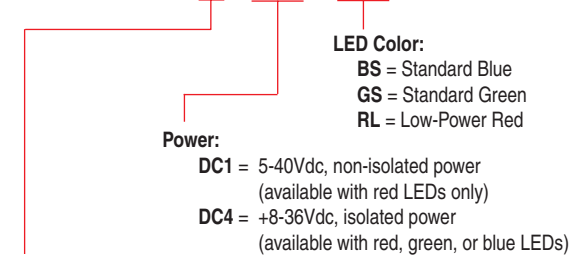 LED Color:
BS = Standard Blue
GS = Standard Green
RL = Low-Power Red
Power:
DC1 = 5-40Vdc, non-isolated power
(available with red LEDs only)
DC4 = +8-36Vdc, isolated power
(available with red, green, or blue LEDs)